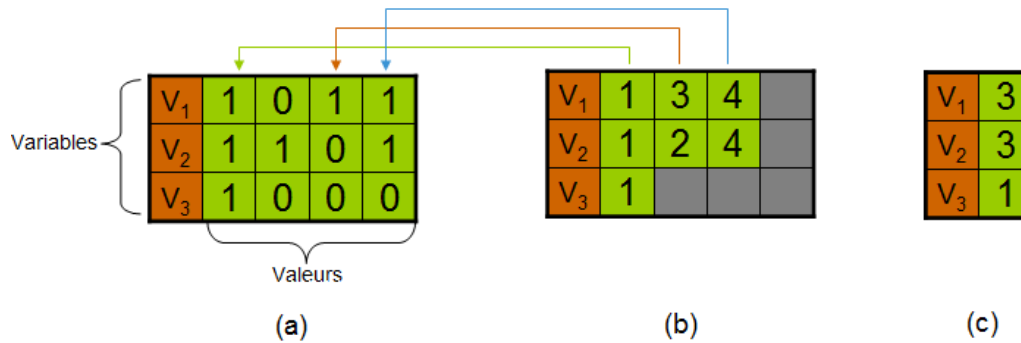 V1 1 0 1 1
V2 1 1 0 1
V3 1 0 0 0
Variables
Valeurs
(a)
V1 1 3 4
V2 1 2 4
V3 1
(b)
V1 3
V2 3
V3 1
(c)